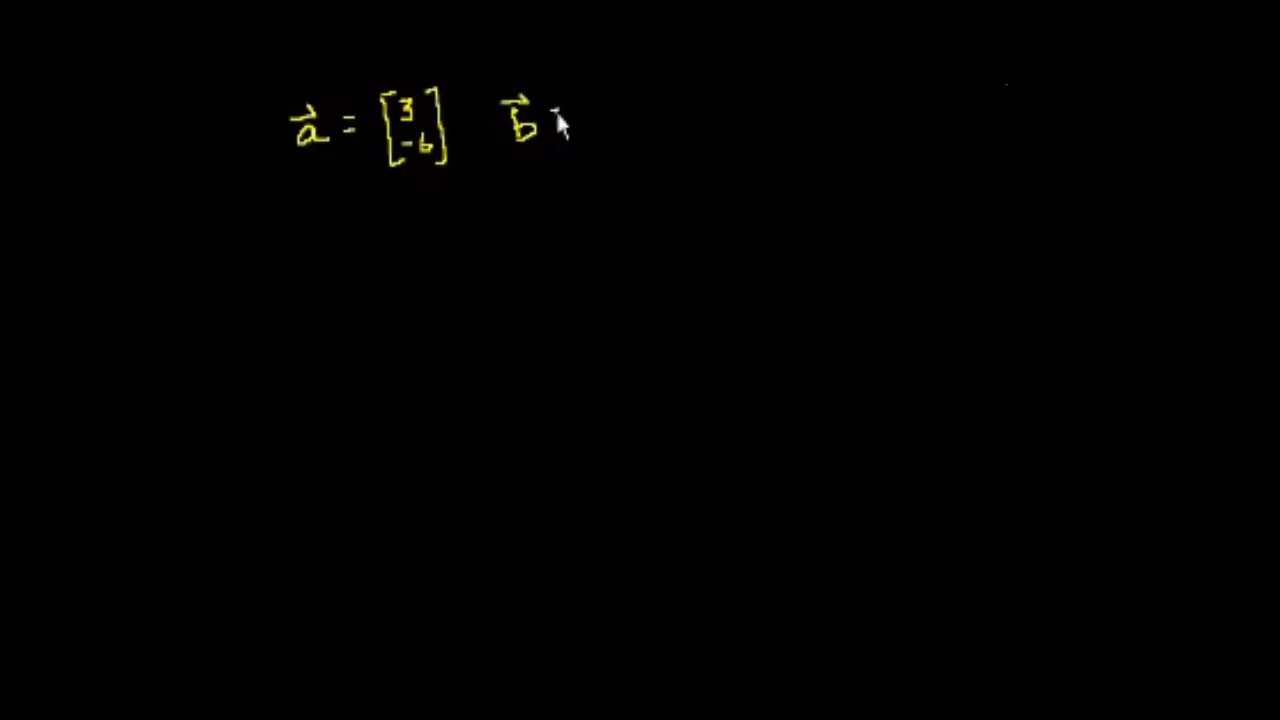 a⃗ = [3 -6] b⃗